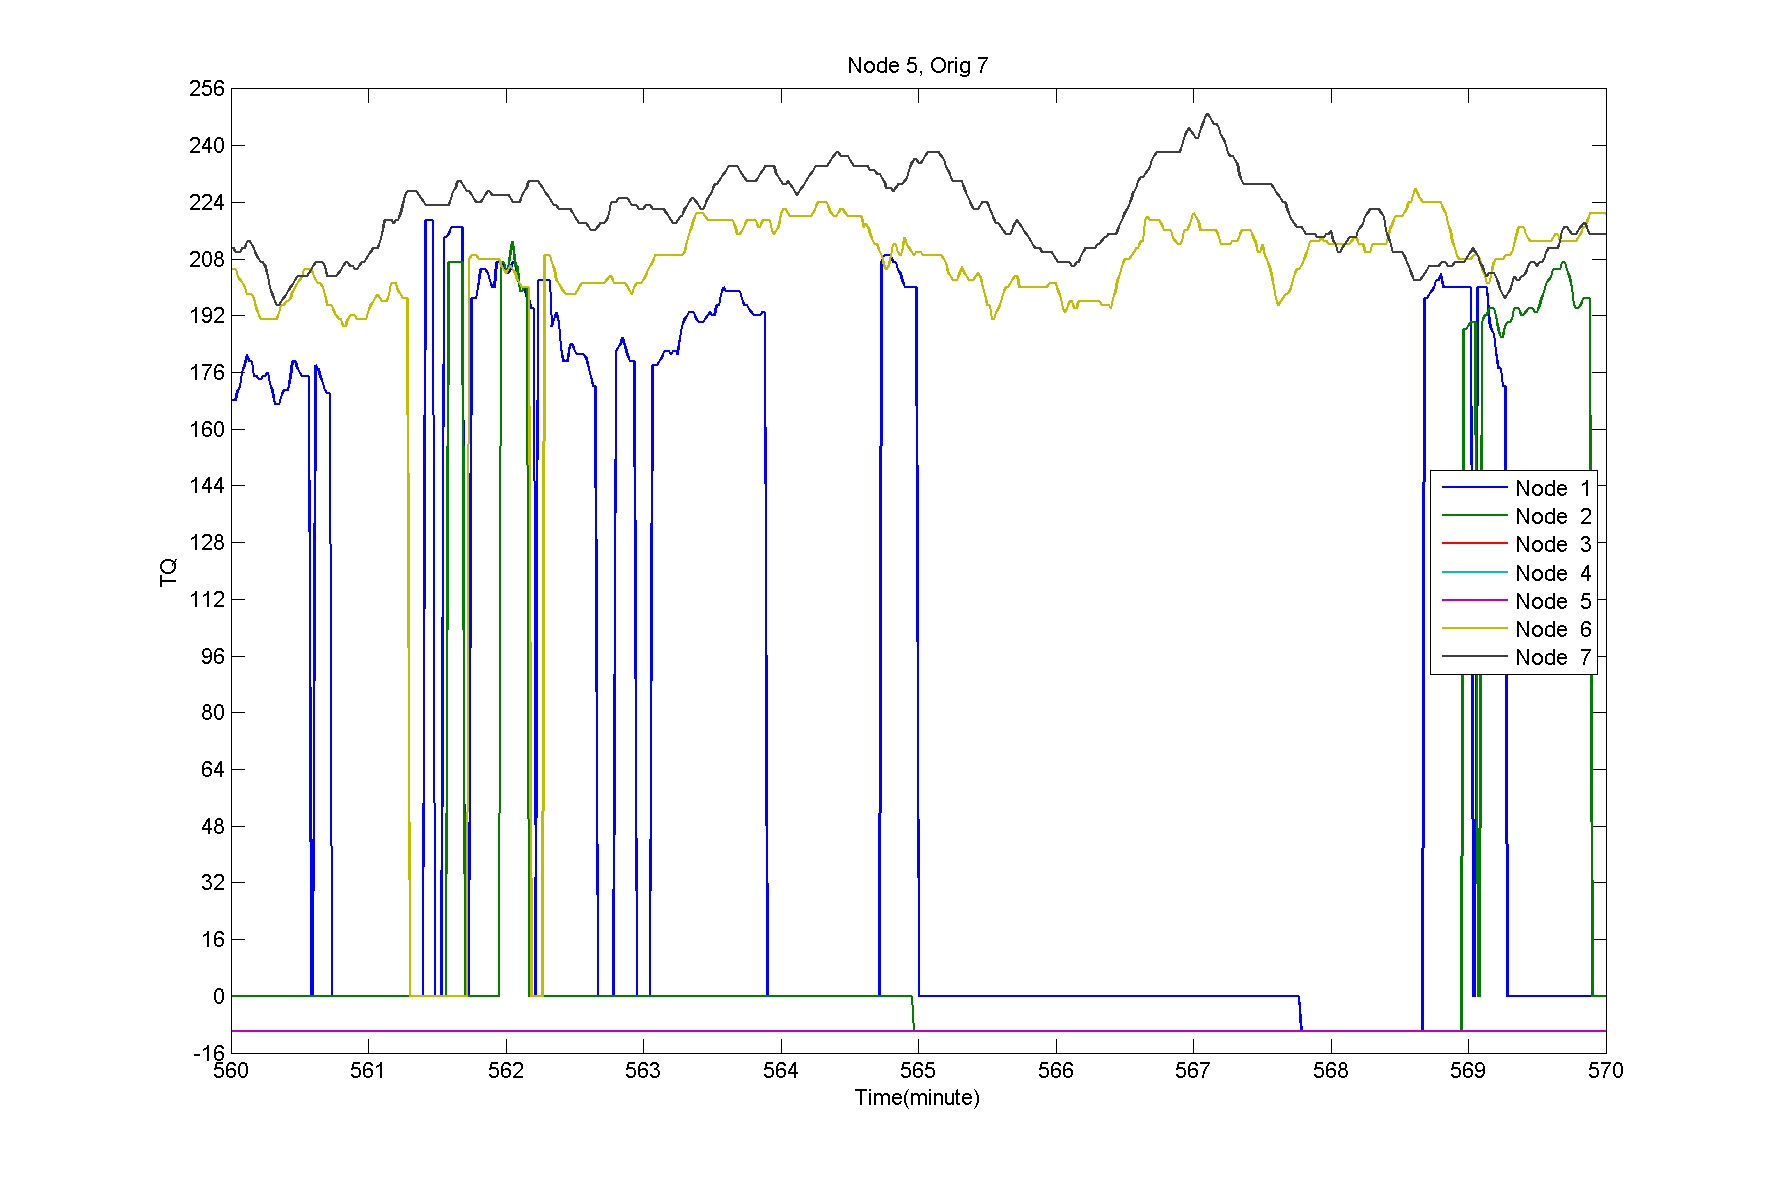 Node 5, Orig 7
256
240
224
208
192
176
160
144
128
112
96
80
64
48
32
16
0
-16
TQ
560 561 562 563 564 565 566 567 568 569 570
Time(minute)
Node 1
Node 2
Node 3
Node 4
Node 5
Node 6
Node 7